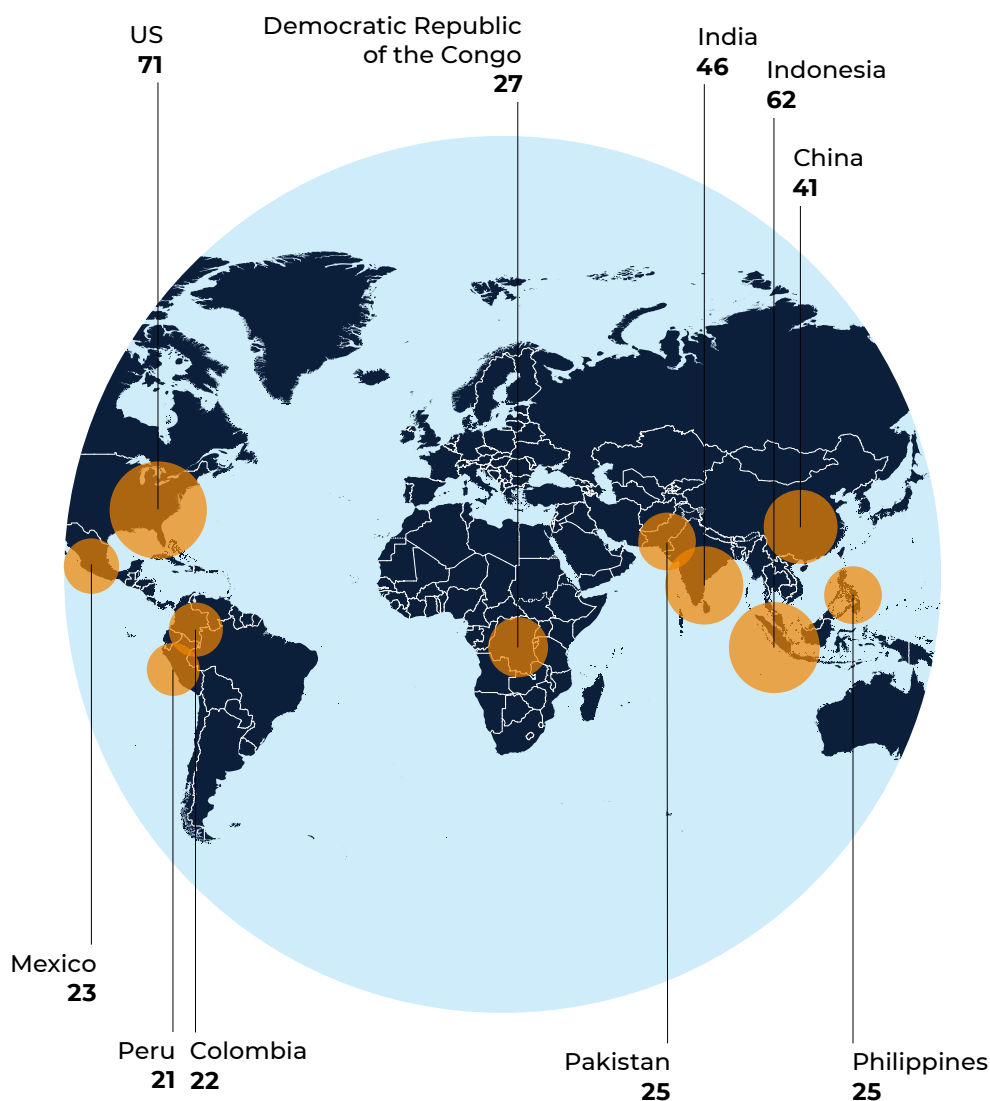 US
71
Democratic Republic
of the Congo
27
India
46
Indonesia
62
China
41
Mexico
23
Peru
21
Colombia
22
Pakistan
25
Philippines
25